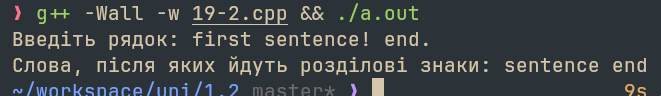 ❯ g++ -Wall -w 19-2.cpp && ./a.out
Введіть рядок: first sentence! end.
Слова, після яких йдуть розділові знаки: sentence end
~/workspace/uni/1.2 master* ❯ 9s